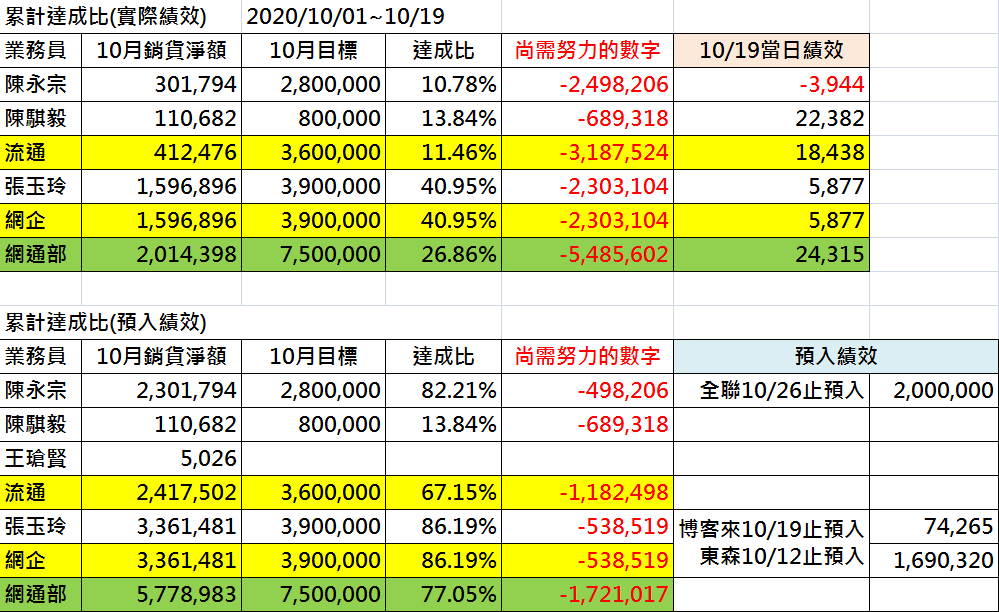 累計達成比(實際績效) 2020/10/01~10/19
業務員 10月銷貨淨額 10月目標 達成比 尚需努力的數字 10/19當日績效
陳永宗 301,794 2,800,000 10.78% -2,498,206 -3,944
陳騏毅 110,682 800,000 13.84% -689,318 22,382
流通 412,476 3,600,000 11.46% -3,187,524 18,438
張玉玲 1,596,896 3,900,000 40.95% -2,303,104 5,877
網企 1,596,896 3,900,000 40.95% -2,303,104 5,877
網通部 2,014,398 7,500,000 26.86% -5,485,602 24,315
累計達成比(預入績效)
業務員 10月銷貨淨額 10月目標 達成比 尚需努力的數字 預入績效
陳永宗 2,301,794 2,800,000 82.21% -498,206 全聯10/26止預入 2,000,000
陳騏毅 110,682 800,000 13.84% -689,318
王瑲賢 5,026
流通 2,417,502 3,600,000 67.15% -1,182,498
張玉玲 3,361,481 3,900,000 86.19% -538,519 博客來10/19止預入 74,265
網企 3,361,481 3,900,000 86.19% -538,519 東森10/12止預入 1,690,320
網通部 5,778,983 7,500,000 77.05% -1,721,017